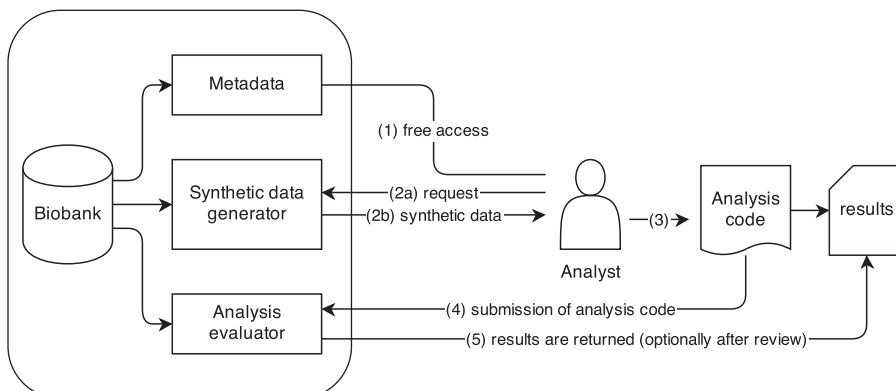 Metadata
(1) free access
Biobank
Synthetic data
generator
(2a) request
(2b) synthetic data
Analyst
(3)
Analysis
code
results
Analysis
evaluator
(4) submission of analysis code
(5) results are returned (optionally after review)